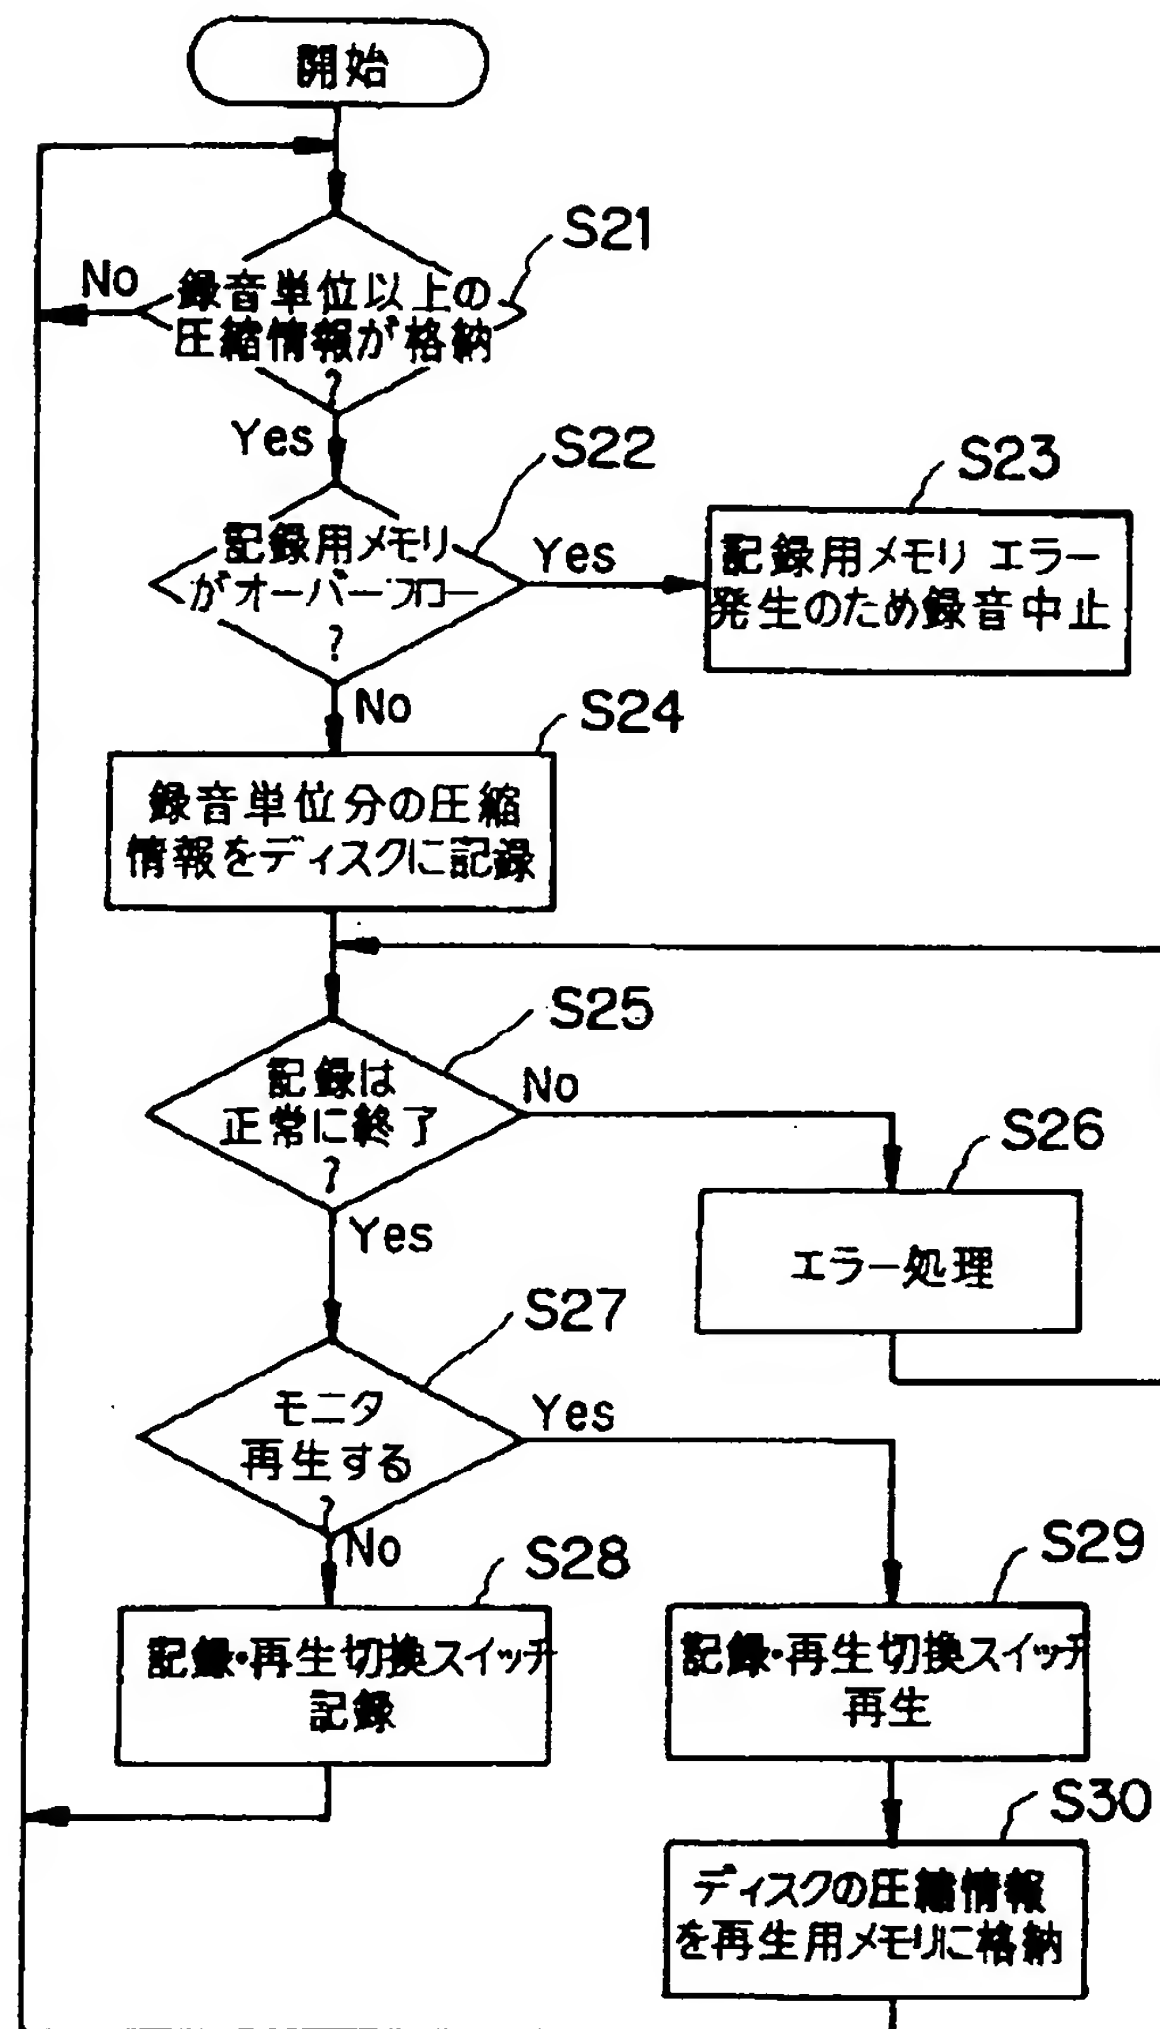 開始
S21
No
録音単位以上の
圧縮情報が格納
?
Yes
S22
記録用メモリ
がオーバーフロー
?
Yes
S23
記録用メモリ エラー
発生のため録音中止
No
S24
録音単位分の圧縮
情報をディスクに記録
S25
記録は
正常に終了
?
No
S26
エラー処理
Yes
S27
モニタ
再生する
?
Yes
No
S28
記録・再生切換スイッチ
記録
S29
記録・再生切換スイッチ
再生
S30
ディスクの圧縮情報
を再生用メモリに格納